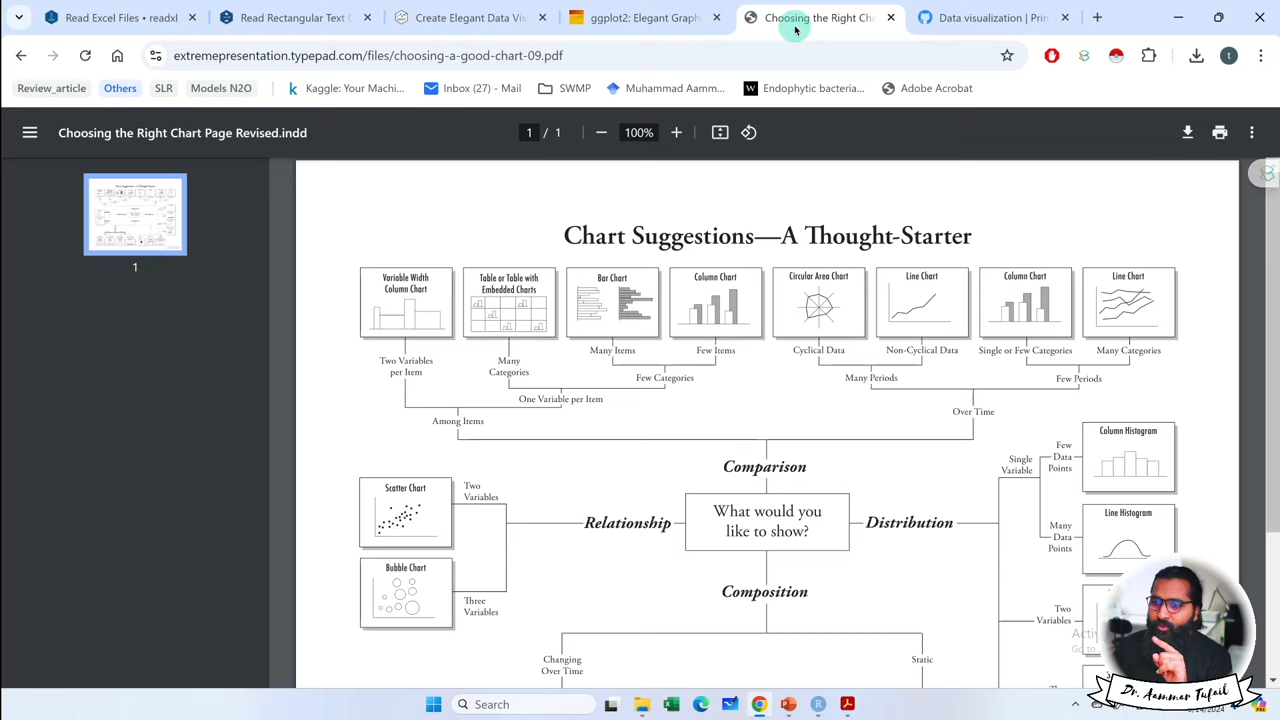 Read Excel Files • readxl
Read Rectangular Text D
Create Elegant Data Vis
ggplot2: Elegant Graph
Choosing the Right Cha
Data visualization | Prin
extremepresentation.typepad.com/files/choosing-a-good-chart-09.pdf
t
Review_article
Others
SLR
Models N2O
Kaggle: Your Machi...
Inbox (27) - Mail
SWMP
Muhammad Aamm...
Endophytic bacteria...
Adobe Acrobat
Choosing the Right Chart Page Revised.indd
1 / 1
100%
1
Chart Suggestions—A Thought-Starter
Variable Width
Column Chart
Table or Table with
Embedded Charts
Bar Chart
Column Chart
Circular Area Chart
Line Chart
Column Chart
Line Chart
Two Variables
per Item
Many
Categories
Many Items
Few Items
Cyclical Data
Non-Cyclical Data
Single or Few Categories
Many Categories
Few Categories
Many Periods
Few Periods
One Variable per Item
Among Items
Over Time
Comparison
Scatter Chart
Two
Variables
Relationship
What would you
like to show?
Distribution
Single
Variable
Few
Data
Points
Column Histogram
Many
Data
Points
Line Histogram
Bubble Chart
Three
Variables
Composition
Two
Variables
Changing
Over Time
Static
Dr. Aammar Tufail
Search